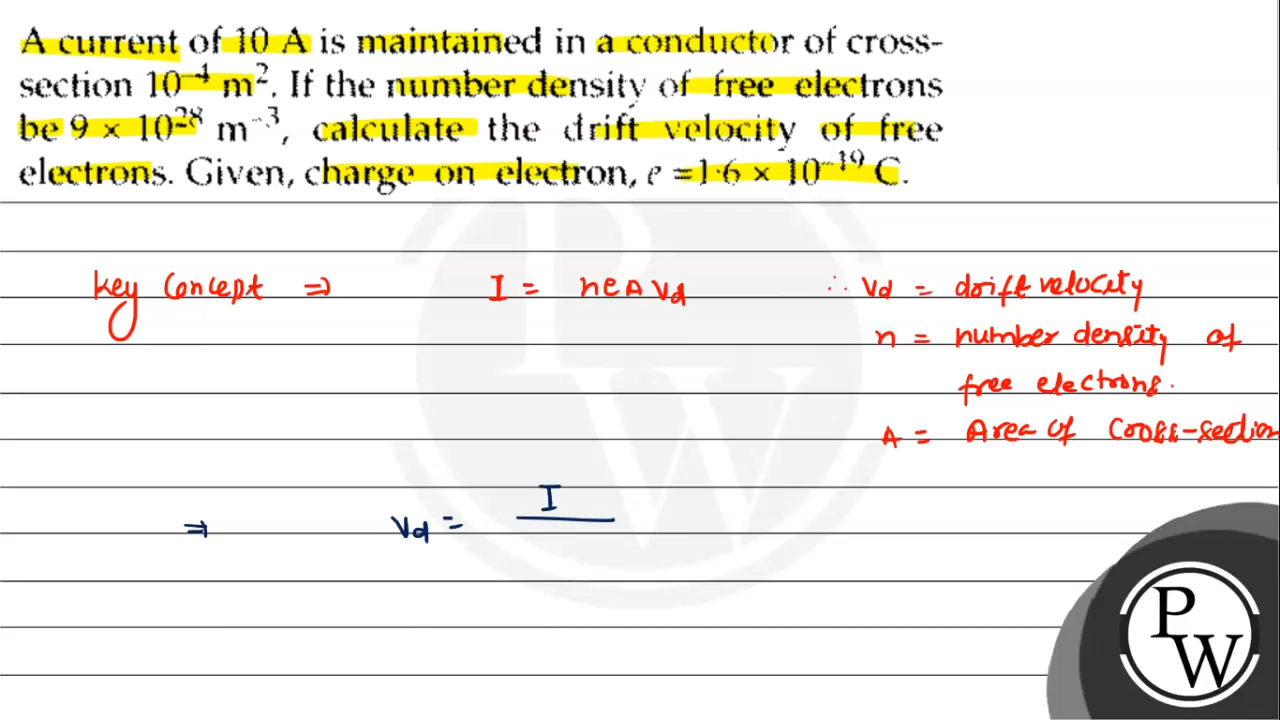 A current of 10 A is maintained in a conductor of cross-
section 10⁻⁴ m². If the number density of free electrons
be 9 × 10²⁸ m⁻³, calculate the drift velocity of free
electrons. Given, charge on electron, e = 1·6 × 10⁻¹⁹ C.
Key Concept ⇒ I = neA Vd ∴ Vd = drift velocity
n = number density of
free electrons.
A = Area of cross-section
⇒ Vd = I
P
W
PW